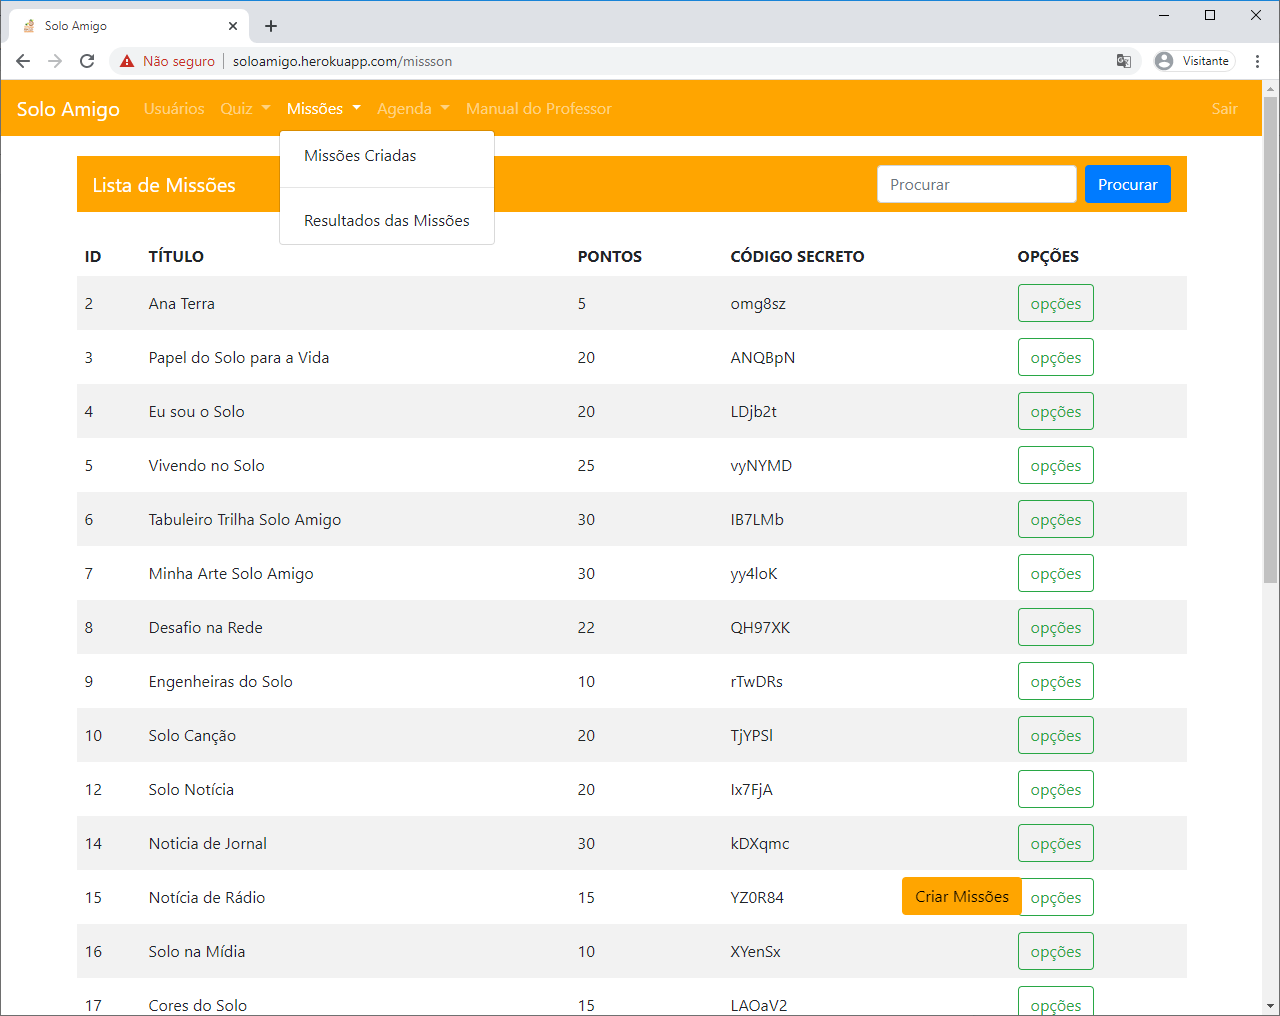 Solo Amigo
Não seguro
soloamigo.herokuapp.com/missson
Visitante
Solo Amigo
Usuários Quiz Missões Agenda Manual do Professor Sair
Missões Criadas
Resultados das Missões
Lista de Missões
Procurar Procurar
ID TÍTULO PONTOS CÓDIGO SECRETO OPÇÕES
2 Ana Terra 5 omg8sz opções
3 Papel do Solo para a Vida 20 ANQBpN opções
4 Eu sou o Solo 20 LDjb2t opções
5 Vivendo no Solo 25 vyNYMD opções
6 Tabuleiro Trilha Solo Amigo 30 IB7LMb opções
7 Minha Arte Solo Amigo 30 yy4loK opções
8 Desafio na Rede 22 QH97XK opções
9 Engenheiras do Solo 10 rTwDRs opções
10 Solo Canção 20 TjYPSl opções
12 Solo Notícia 20 Ix7FjA opções
14 Noticia de Jornal 30 kDXqmc opções
15 Notícia de Rádio 15 YZ0R84 Criar Missões opções
16 Solo na Mídia 10 XYenSx opções
17 Cores do Solo 15 LAOaV2 opções